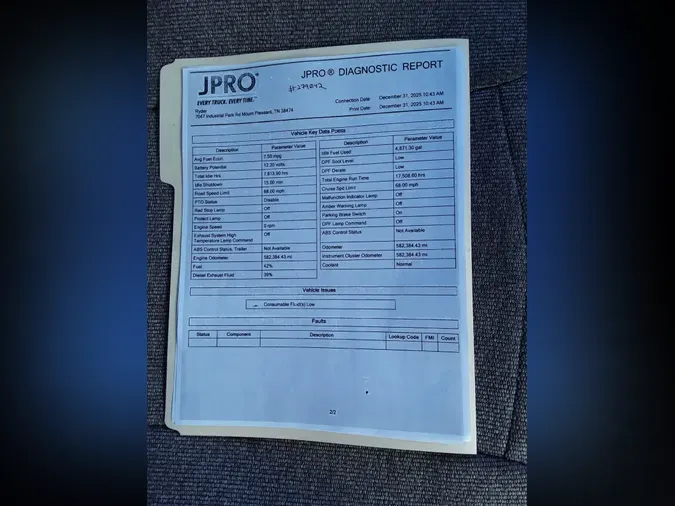 JPRO®
EVERY TRUCK. EVERY TIME.™
JPRO® DIAGNOSTIC REPORT
Ryder
7047 Industrial Park Rd Mount Pleasant, TN 38474
Connection Date: December 31, 2025 10:43 AM
Print Date: December 31, 2025 10:43 AM
Vehicle Key Data Points
Description Parameter Value
Avg Fuel Econ 7.50 mpg
Battery Potential 12.20 volts
Total Idle Hrs 7,813.80 hrs
Idle Shutdown 15.00 min
Road Speed Limit 68.00 mph
PTO Status Disable
Red Stop Lamp Off
Protect Lamp Off
Engine Speed 0 rpm
Exhaust System High Temperature Lamp Command Off
ABS Control Status, Trailer Not Available
Engine Odometer 582,384.43 mi
Fuel 42%
Diesel Exhaust Fluid 39%
Description Parameter Value
Idle Fuel Used 4,871.30 gal
DPF Soot Level Low
DPF Derate Low
Total Engine Run Time 17,508.60 hrs
Cruise Spd Limit 68.00 mph
Malfunction Indicator Lamp Off
Amber Warning Lamp Off
Parking Brake Switch On
DPF Lamp Command Off
ABS Control Status Not Available
Odometer 582,384.43 mi
Instrument Cluster Odometer 582,384.43 mi
Coolant Normal
Vehicle Issues
Consumable Fluid(s) Low
Faults
Status Component Description Lookup Code FMI Count
2/2